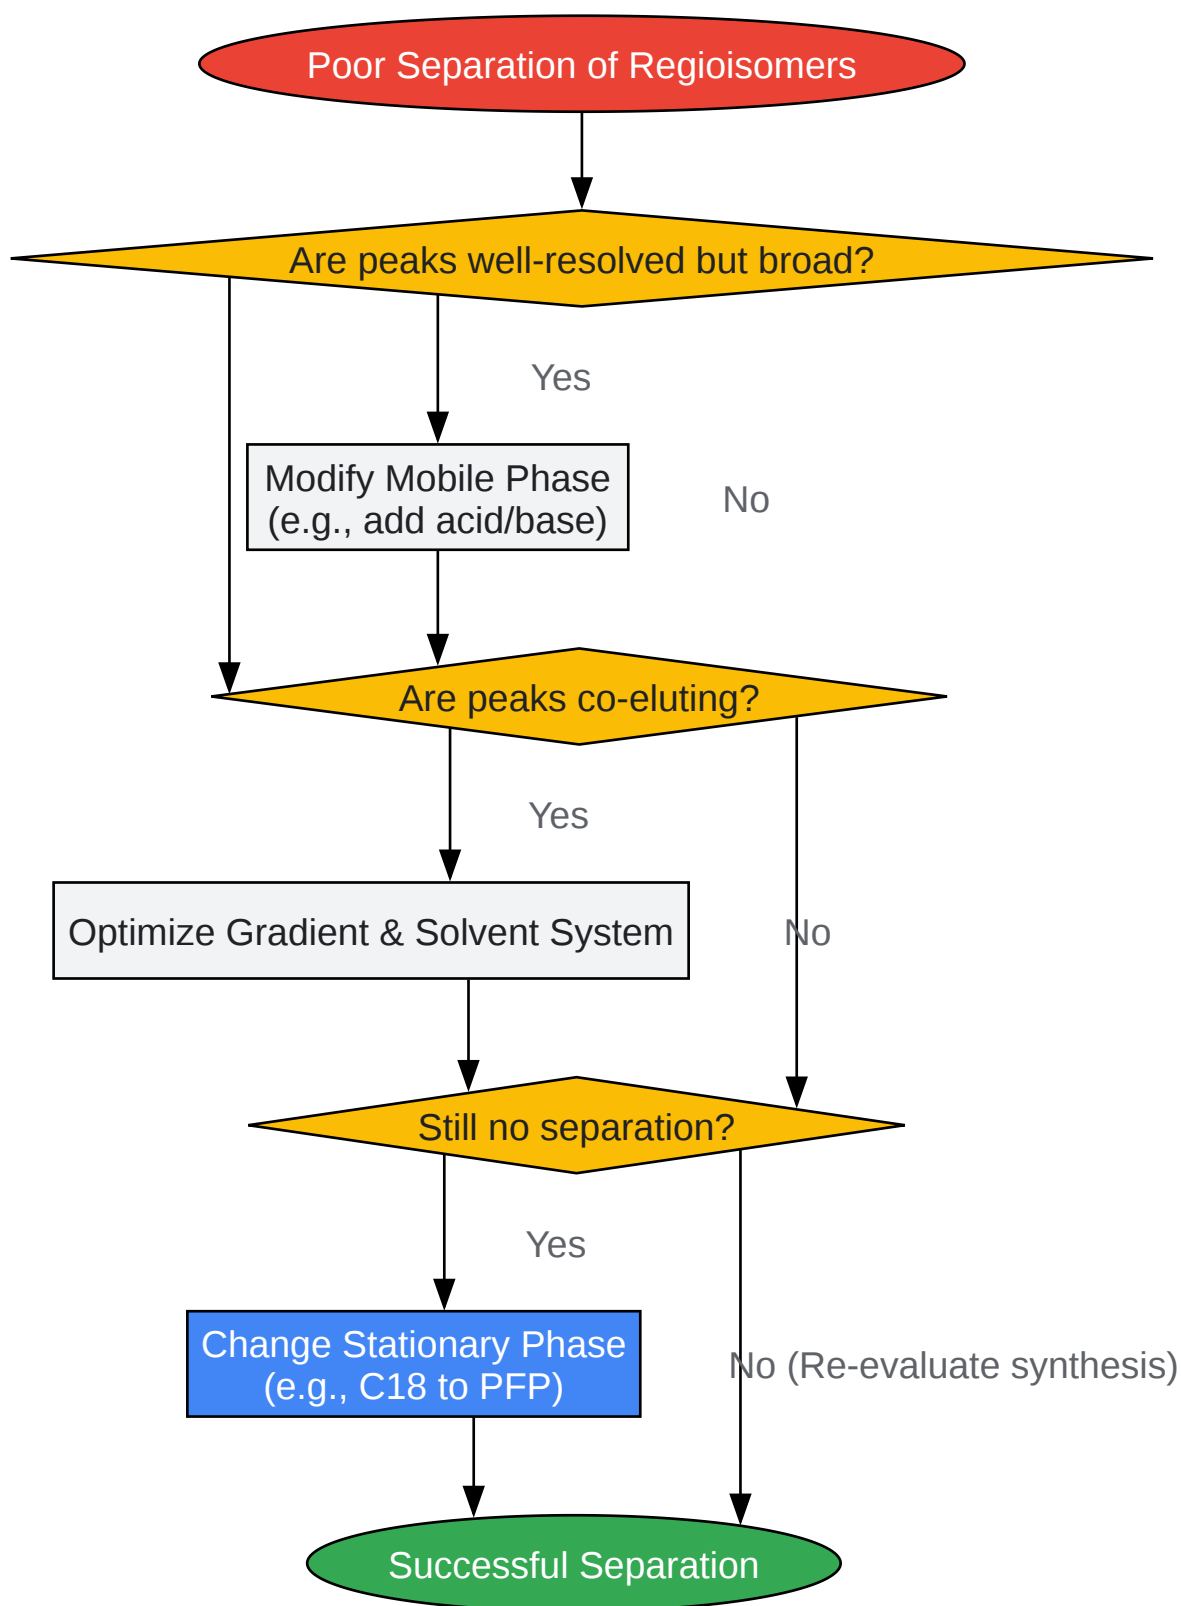 Poor Separation of Regioisomers
Are peaks well-resolved but broad?
Yes
Modify Mobile Phase
(e.g., add acid/base)
No
Are peaks co-eluting?
Yes
Optimize Gradient & Solvent System
No
Still no separation?
Yes
Change Stationary Phase
(e.g., C18 to PFP)
No (Re-evaluate synthesis)
Successful Separation